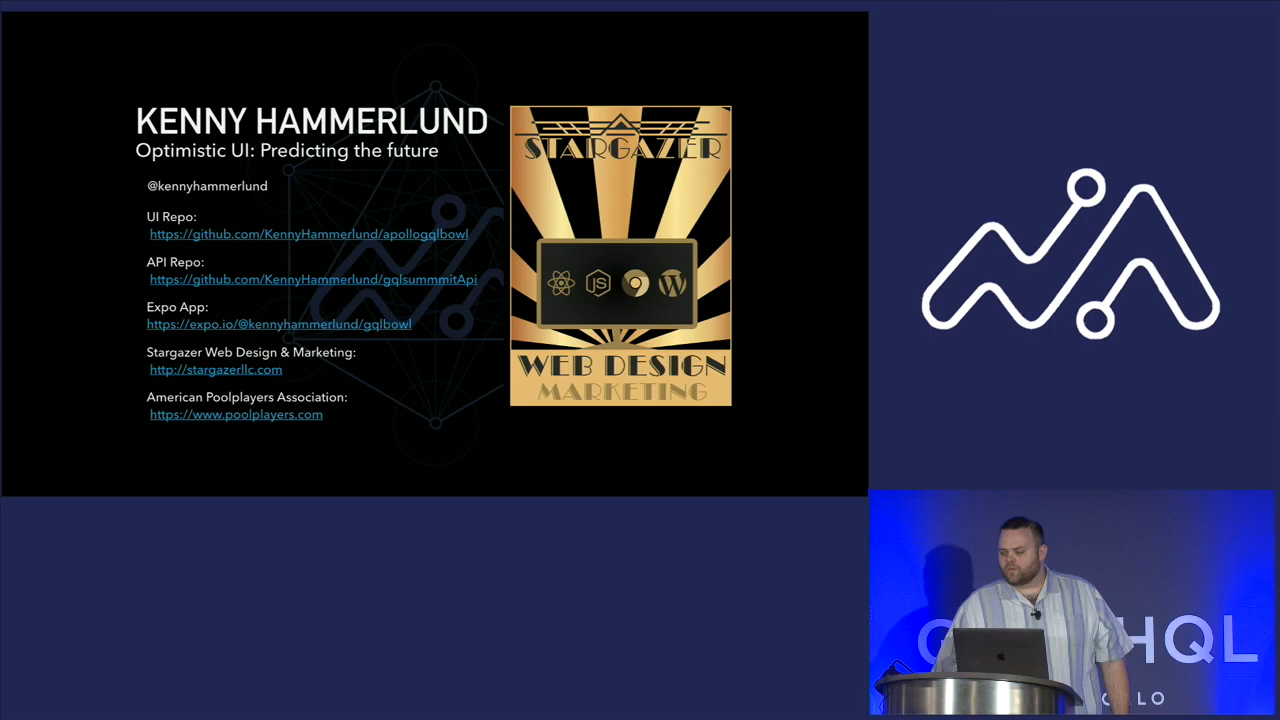 KENNY HAMMERLUND
Optimistic UI: Predicting the future
@kennyhammerlund
UI Repo:
https://github.com/KennyHammerlund/apollogqlbowl
API Repo:
https://github.com/KennyHammerlund/gqlsummmitApi
Expo App:
https://expo.io/@kennyhammerlund/gqlbowl
Stargazer Web Design & Marketing:
http://stargazerllc.com
American Poolplayers Association:
https://www.poolplayers.com
STARGAZER
JS
WEB DESIGN
MARKETING
HQL